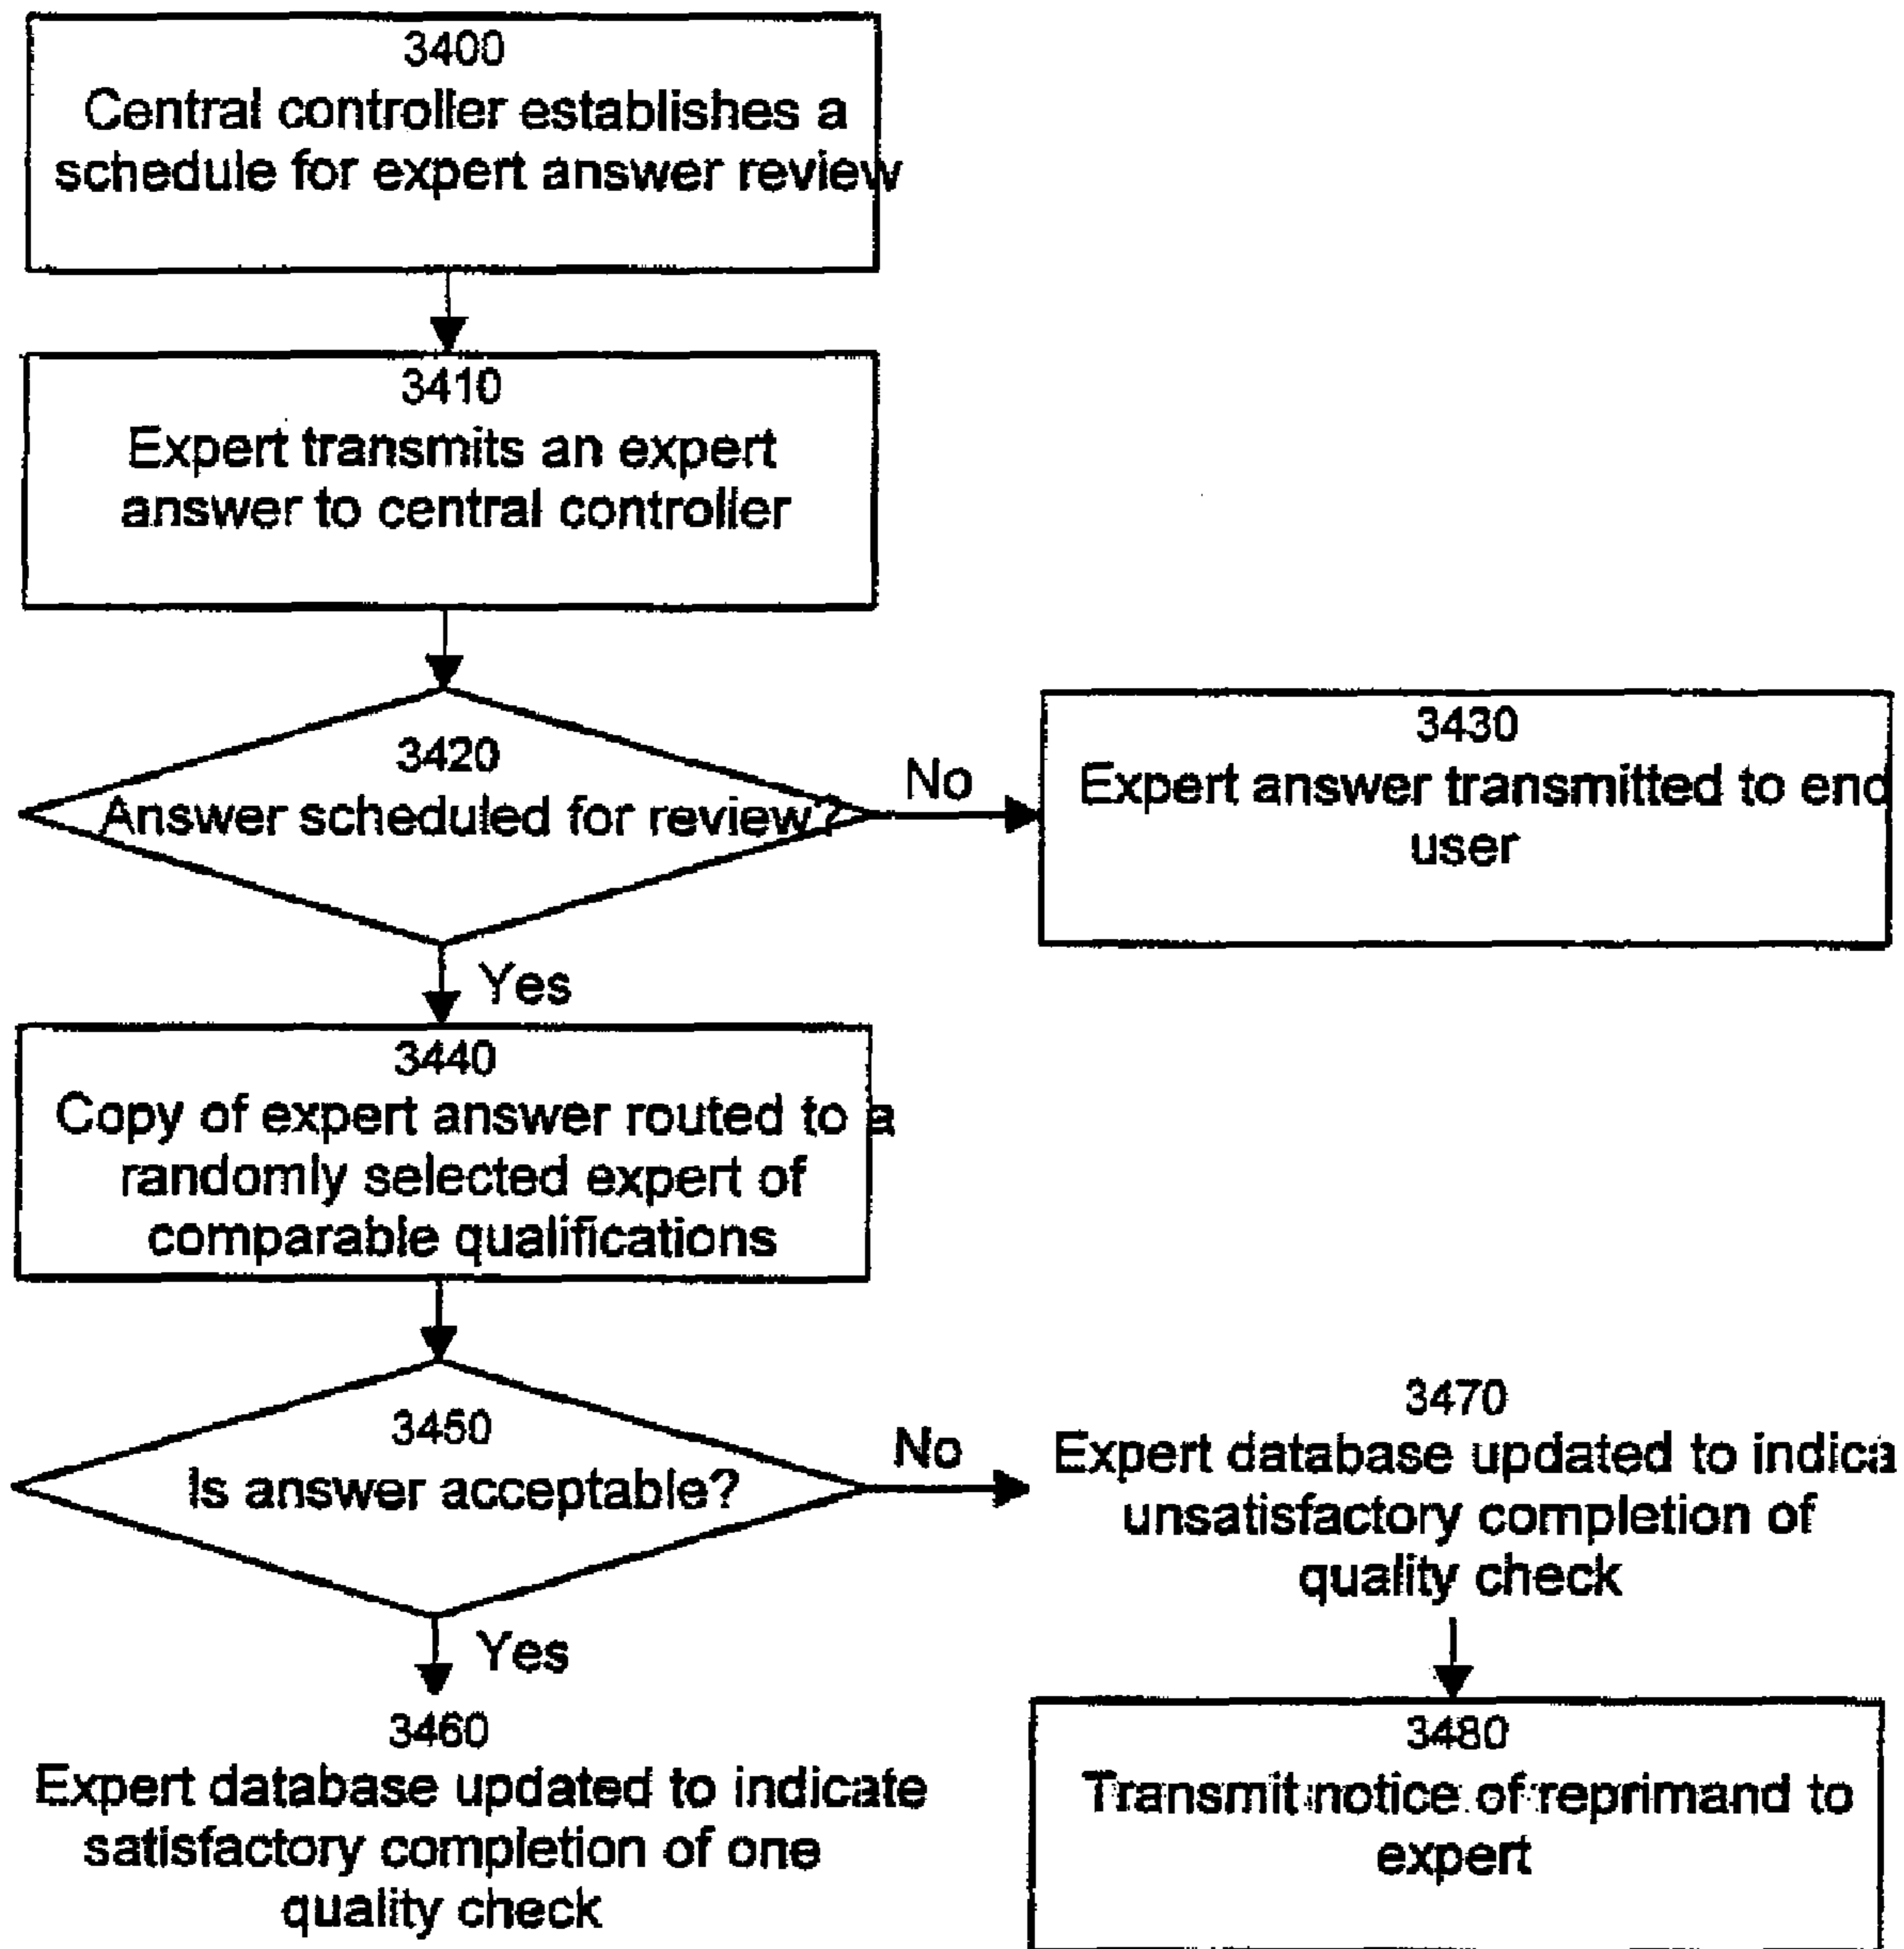 3400
Central controller establishes a
schedule for expert answer review
3410
Expert transmits an expert
answer to central controller
3420
Answer scheduled for review?
No
3430
Expert answer transmitted to end
user
Yes
3440
Copy of expert answer routed to a
randomly selected expert of
comparable qualifications
3450
Is answer acceptable?
No
3470
Expert database updated to indica
unsatisfactory completion of
quality check
Yes
3460
Expert database updated to indicate
satisfactory completion of one
quality check
3480
Transmit notice of reprimand to
expert